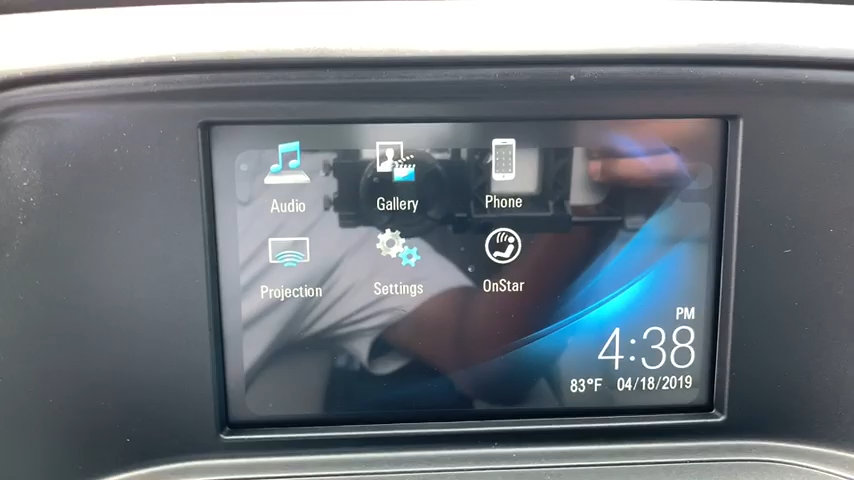 Audio
Gallery
Phone
Projection
Settings
OnStar
PM
4:38
83°F 04/18/2019